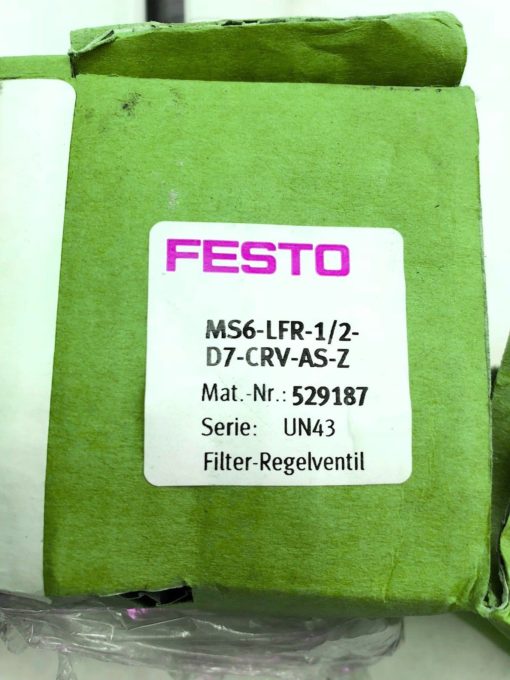 FESTO
MS6-LFR-1/2-
D7-CRV-AS-Z
Mat.-Nr.: 529187
Serie: UN43
Filter-Regelventil